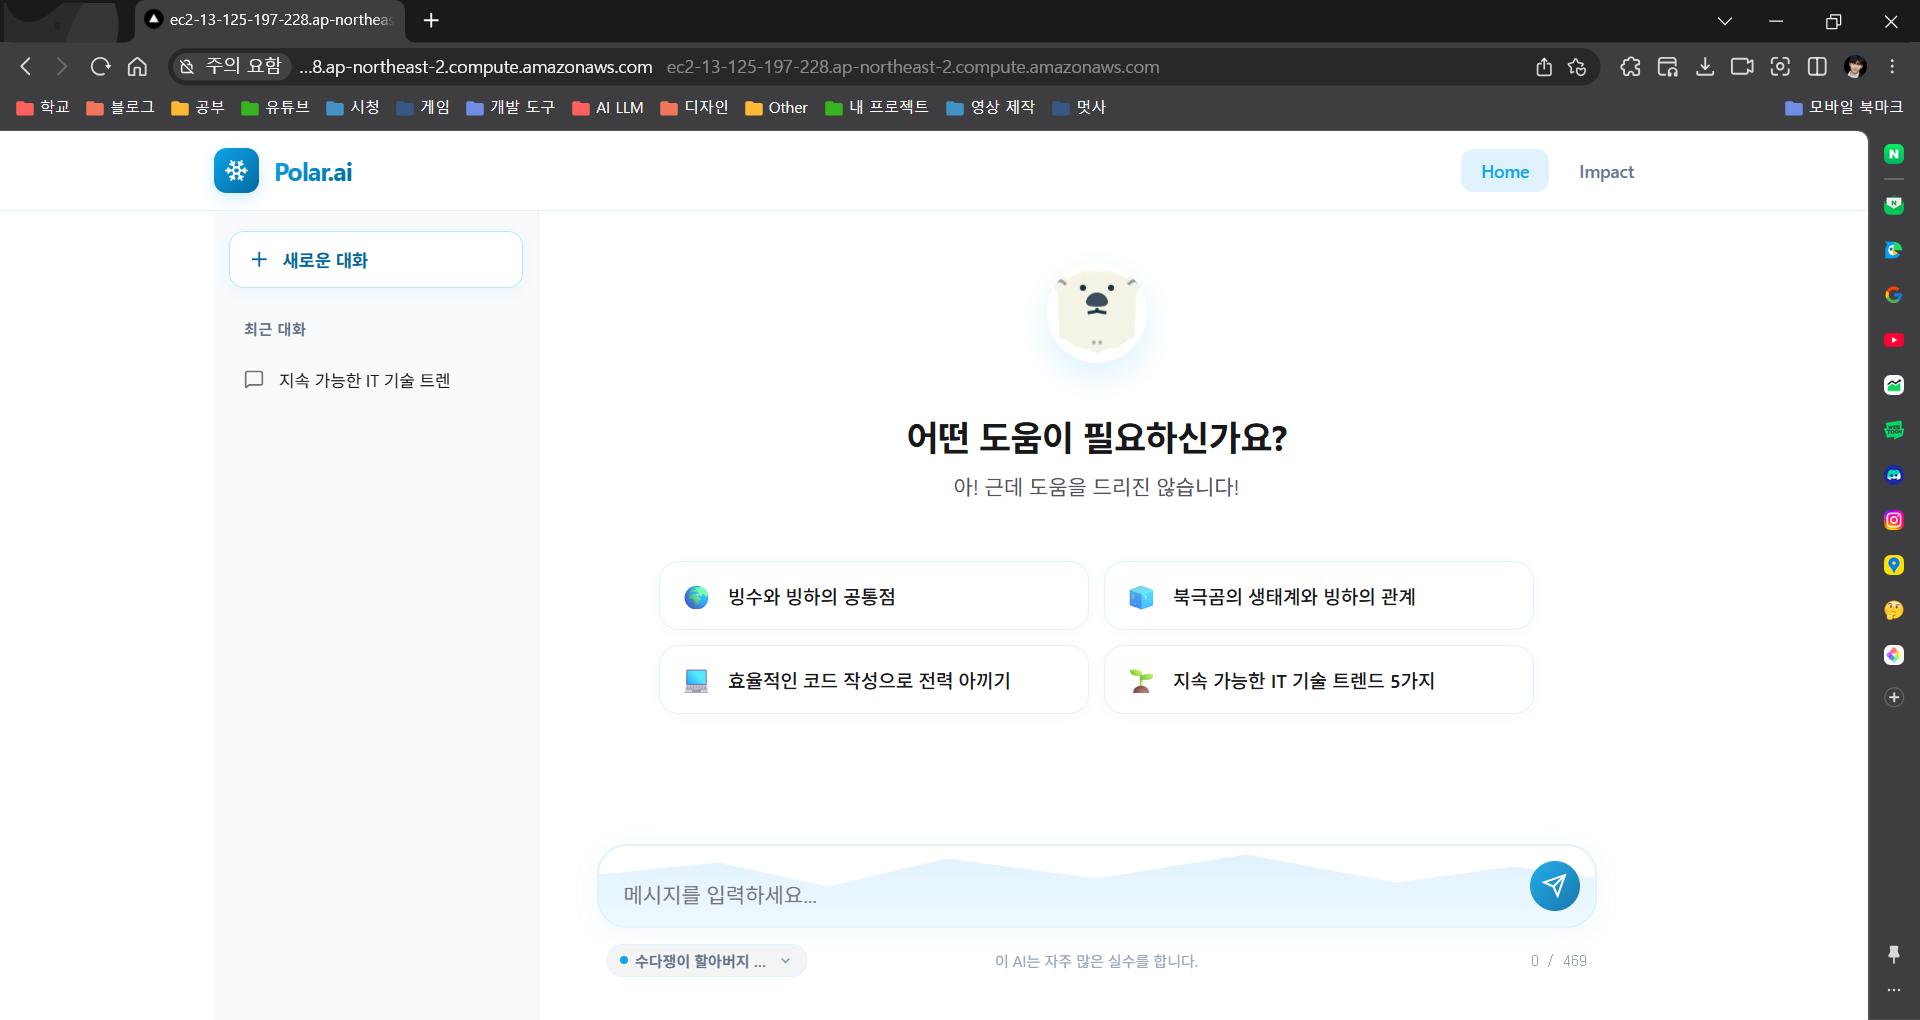 ec2-13-125-197-228.ap-northeas
주의 요함 ...8.ap-northeast-2.compute.amazonaws.com ec2-13-125-197-228.ap-northeast-2.compute.amazonaws.com
학교 블로그 공부 유튜브 시청 게임 개발 도구 AI LLM 디자인 Other 내 프로젝트 영상 제작 멋사 모바일 북마크
Polar.ai
Home Impact
새로운 대화
최근 대화
지속 가능한 IT 기술 트렌
어떤 도움이 필요하신가요?
아! 근데 도움을 드리진 않습니다!
빙수와 빙하의 공통점
북극곰의 생태계와 빙하의 관계
효율적인 코드 작성으로 전력 아끼기
지속 가능한 IT 기술 트렌드 5가지
메시지를 입력하세요...
수다쟁이 할아버지 ...
이 AI는 자주 많은 실수를 합니다.
0 / 469